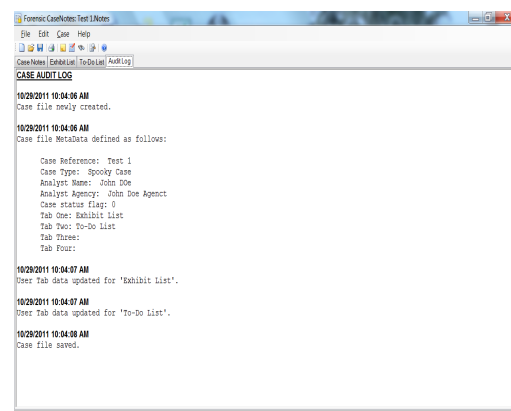 Forensic CaseNotes: Test 1.Notes
File Edit Case Help
Case Notes Exhibit List To-Do List Audit Log
CASE AUDIT LOG
10/29/2011 10:04:06 AM
Case file newly created.
10/29/2011 10:04:06 AM
Case file MetaData defined as follows:
Case Reference: Test 1
Case Type: Spooky Case
Analyst Name: John DOe
Analyst Agency: John Doe Agenct
Case status flag: 0
Tab One: Exhibit List
Tab Two: To-Do List
Tab Three:
Tab Four:
10/29/2011 10:04:07 AM
User Tab data updated for 'Exhibit List'.
10/29/2011 10:04:07 AM
User Tab data updated for 'To-Do List'.
10/29/2011 10:04:08 AM
Case file saved.